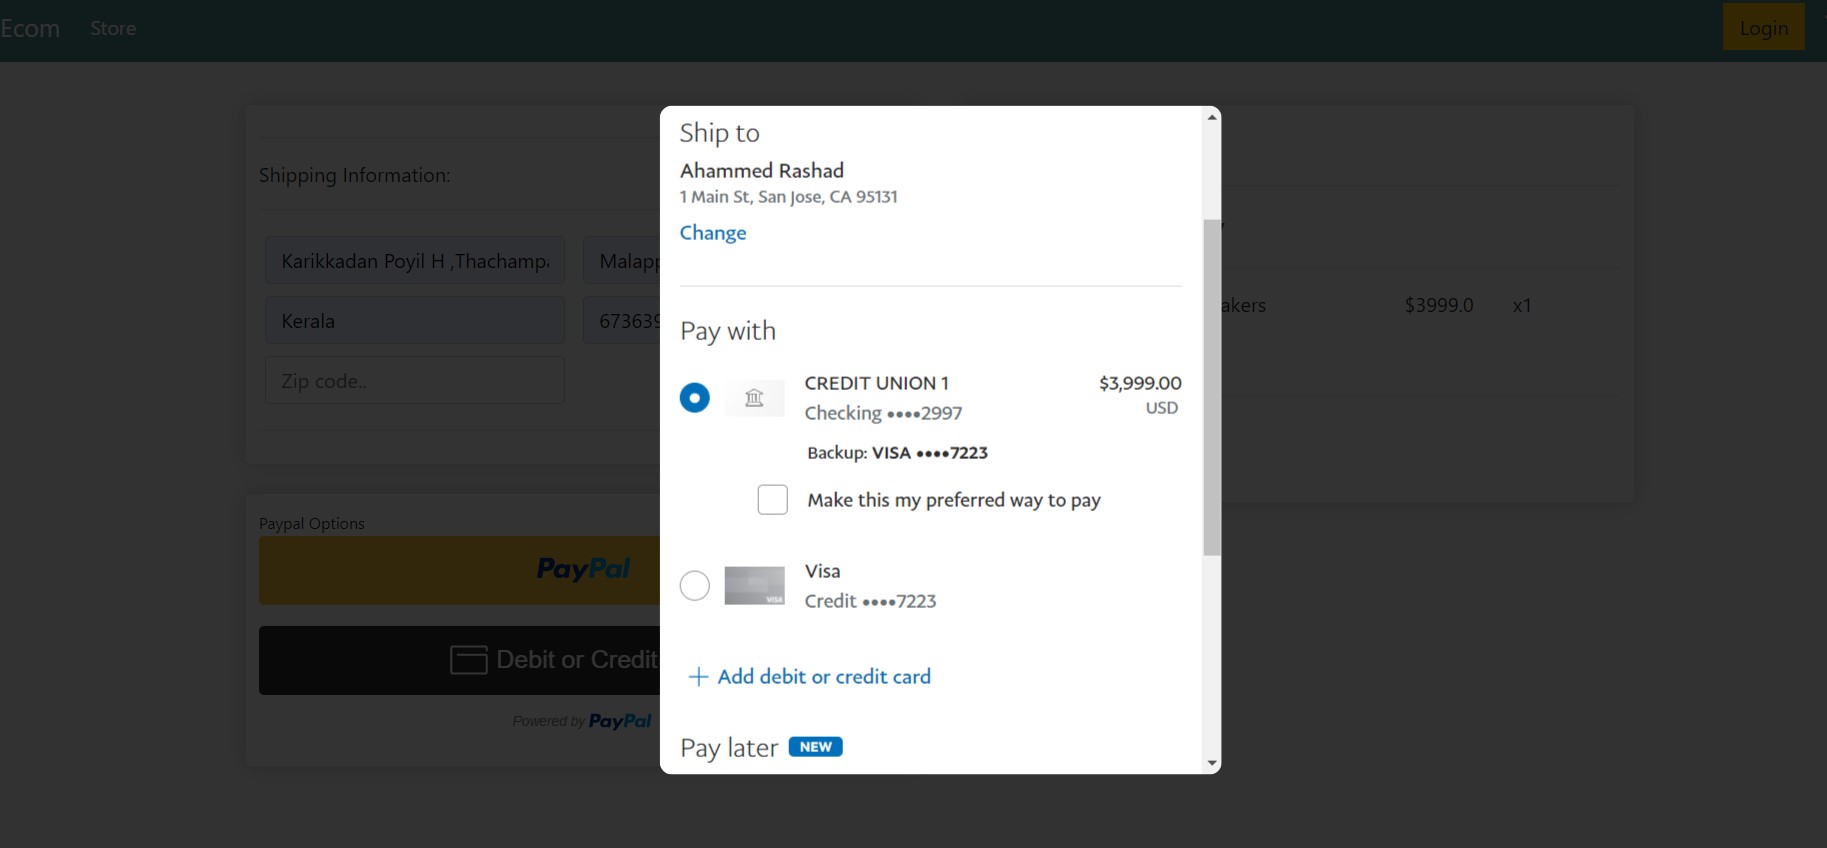 Ecom Store Login
Shipping Information:
Karikkadan Poyil H ,Thachamp
Kerala
Zip code..
Paypal Options
PayPal
Debit or Credit
Powered by PayPal
Ship to
Ahammed Rashad
1 Main St, San Jose, CA 95131
Change
Pay with
CREDIT UNION 1 $3,999.00
Checking ••••2997 USD
Backup: VISA ••••7223
Make this my preferred way to pay
Visa
VISA
Credit ••••7223
+ Add debit or credit card
Pay later NEW
$3999.0 x1